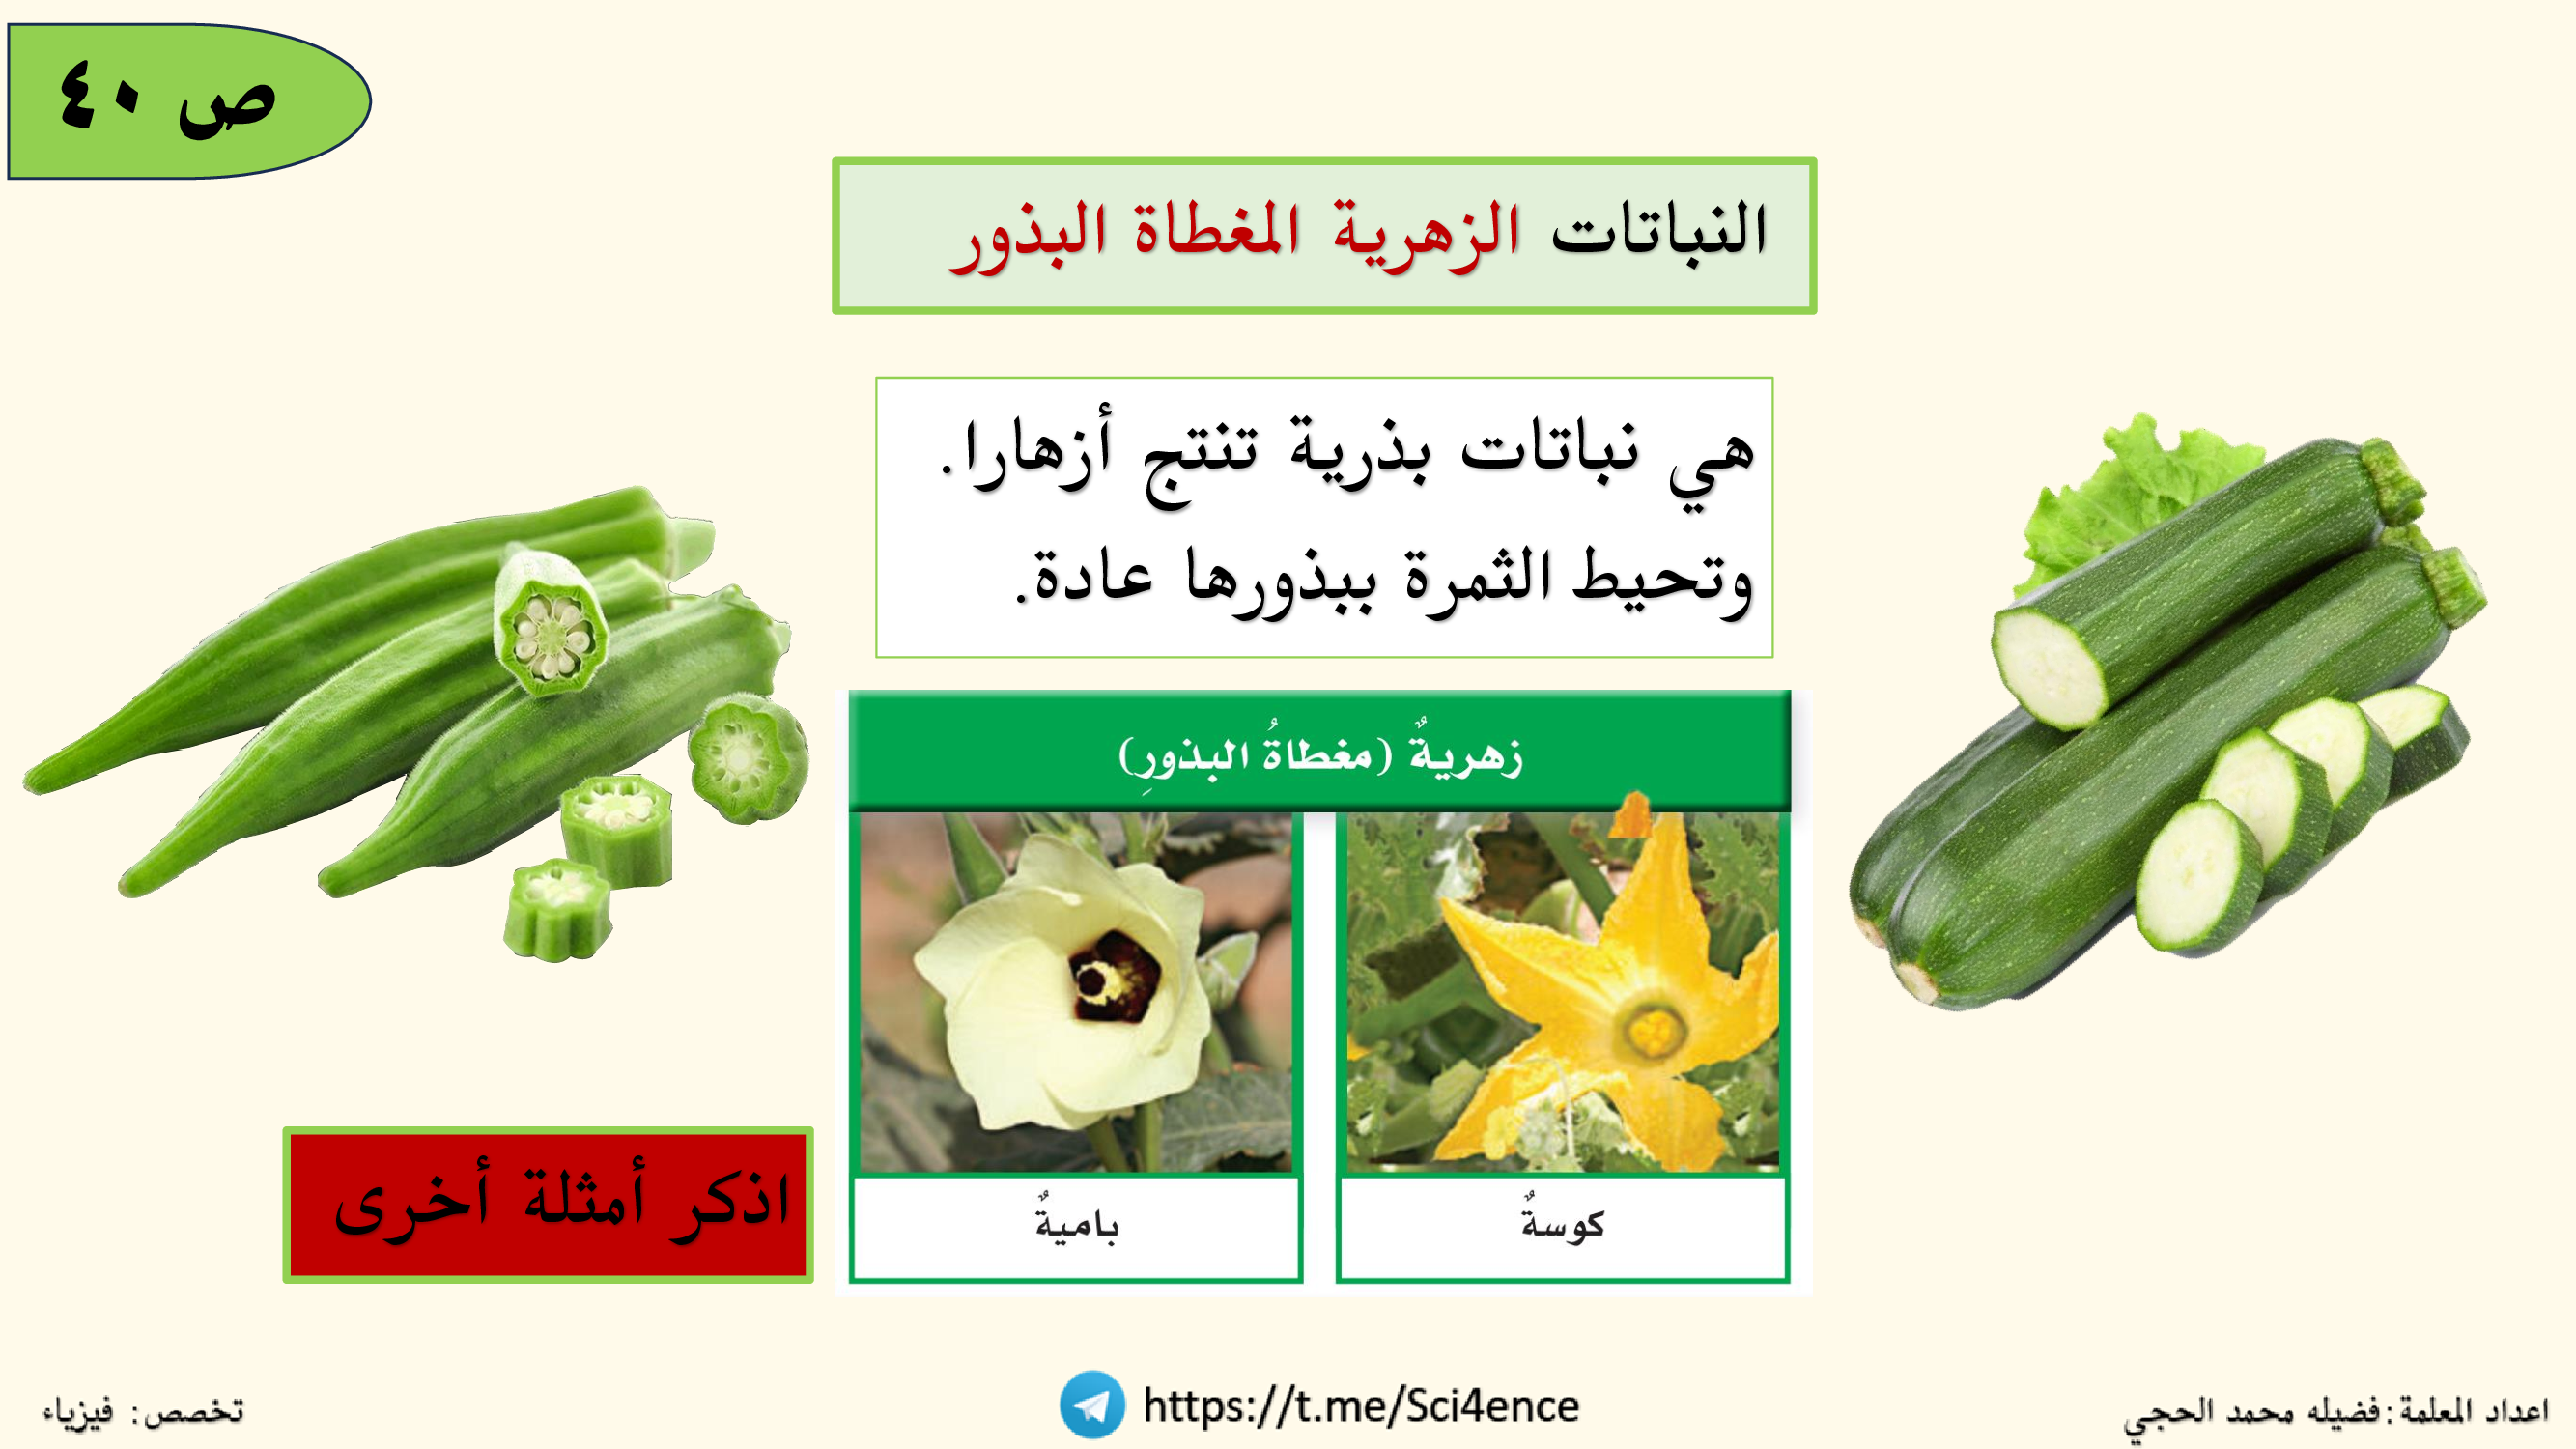 ص ٤٠
النباتات الزهرية المغطاة البذور
هي نباتات بذرية تنتج أزهارا.
وتحيط الثمرة ببذورها عادة.
زهريةٌ (مغطاةُ البذورِ)
كوسةٌ
باميةٌ
اذكر أمثلة أخرى
اعداد المعلمة:فضيله محمد الحجي
https://t.me/Sci4ence
تخصص: فيزياء